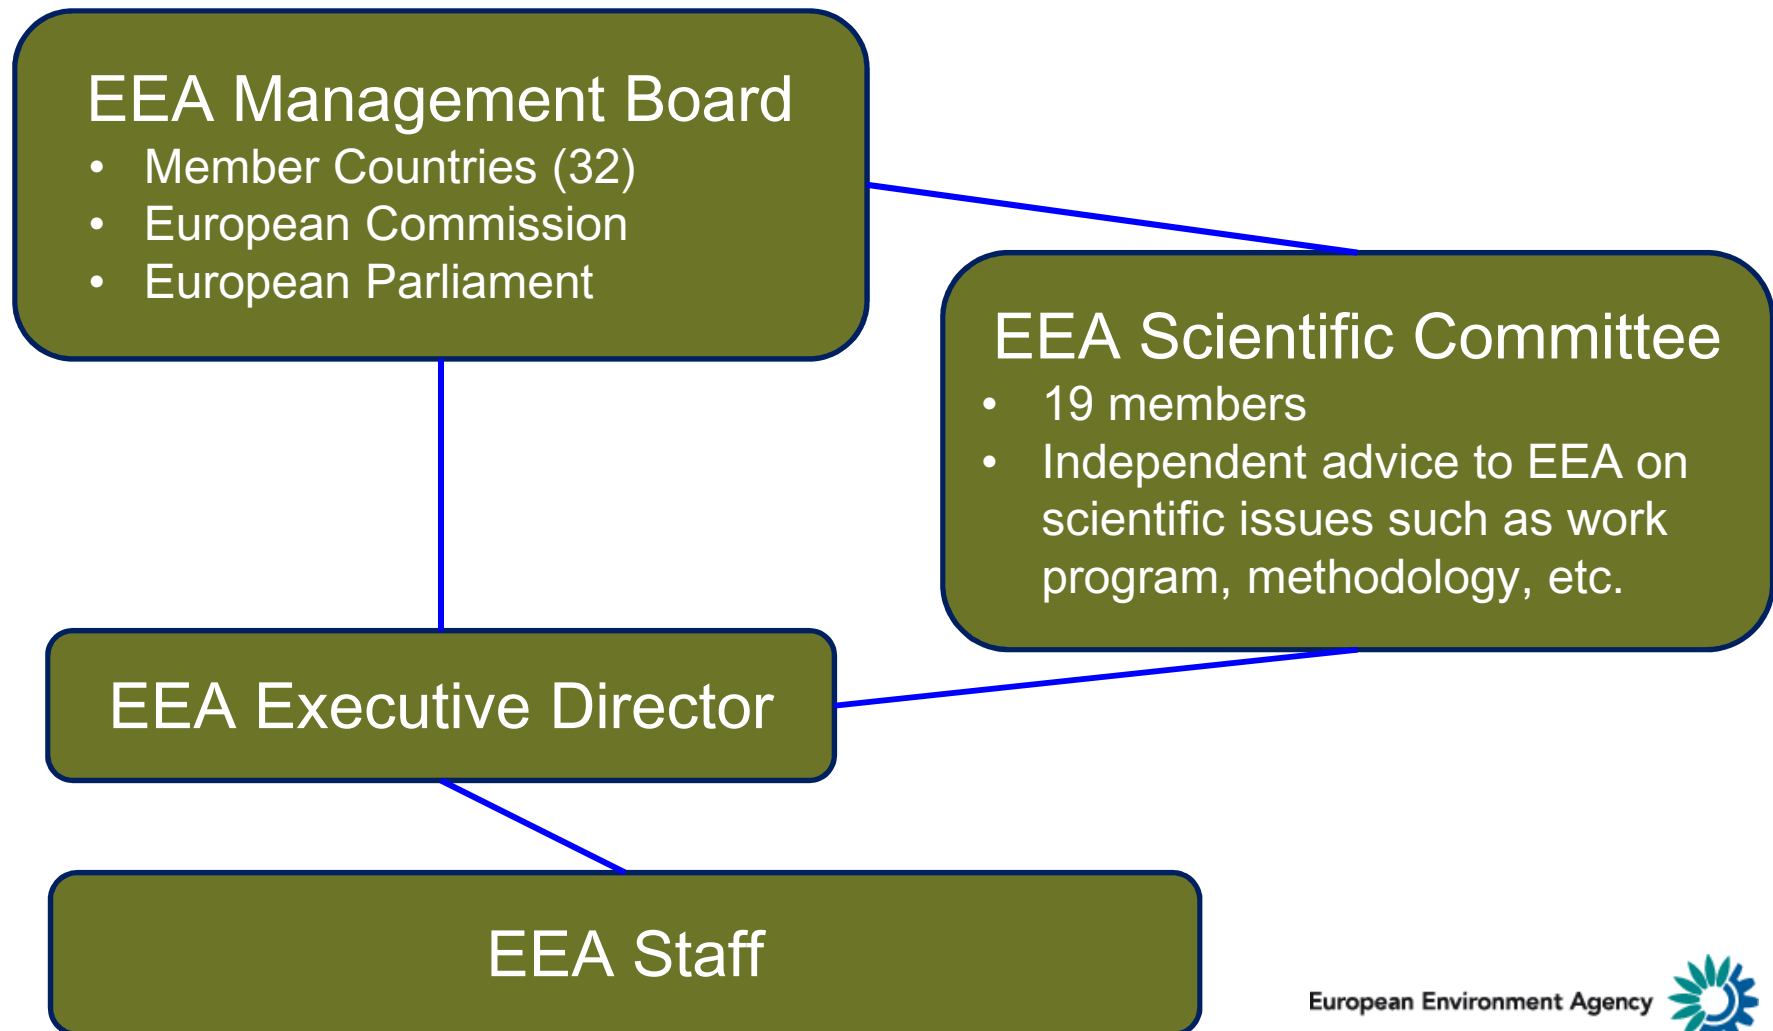 EEA Management Board
• Member Countries (32)
• European Commission
• European Parliament
EEA Scientific Committee
• 19 members
• Independent advice to EEA on
scientific issues such as work
program, methodology, etc.
EEA Executive Director
EEA Staff
European Environment Agency